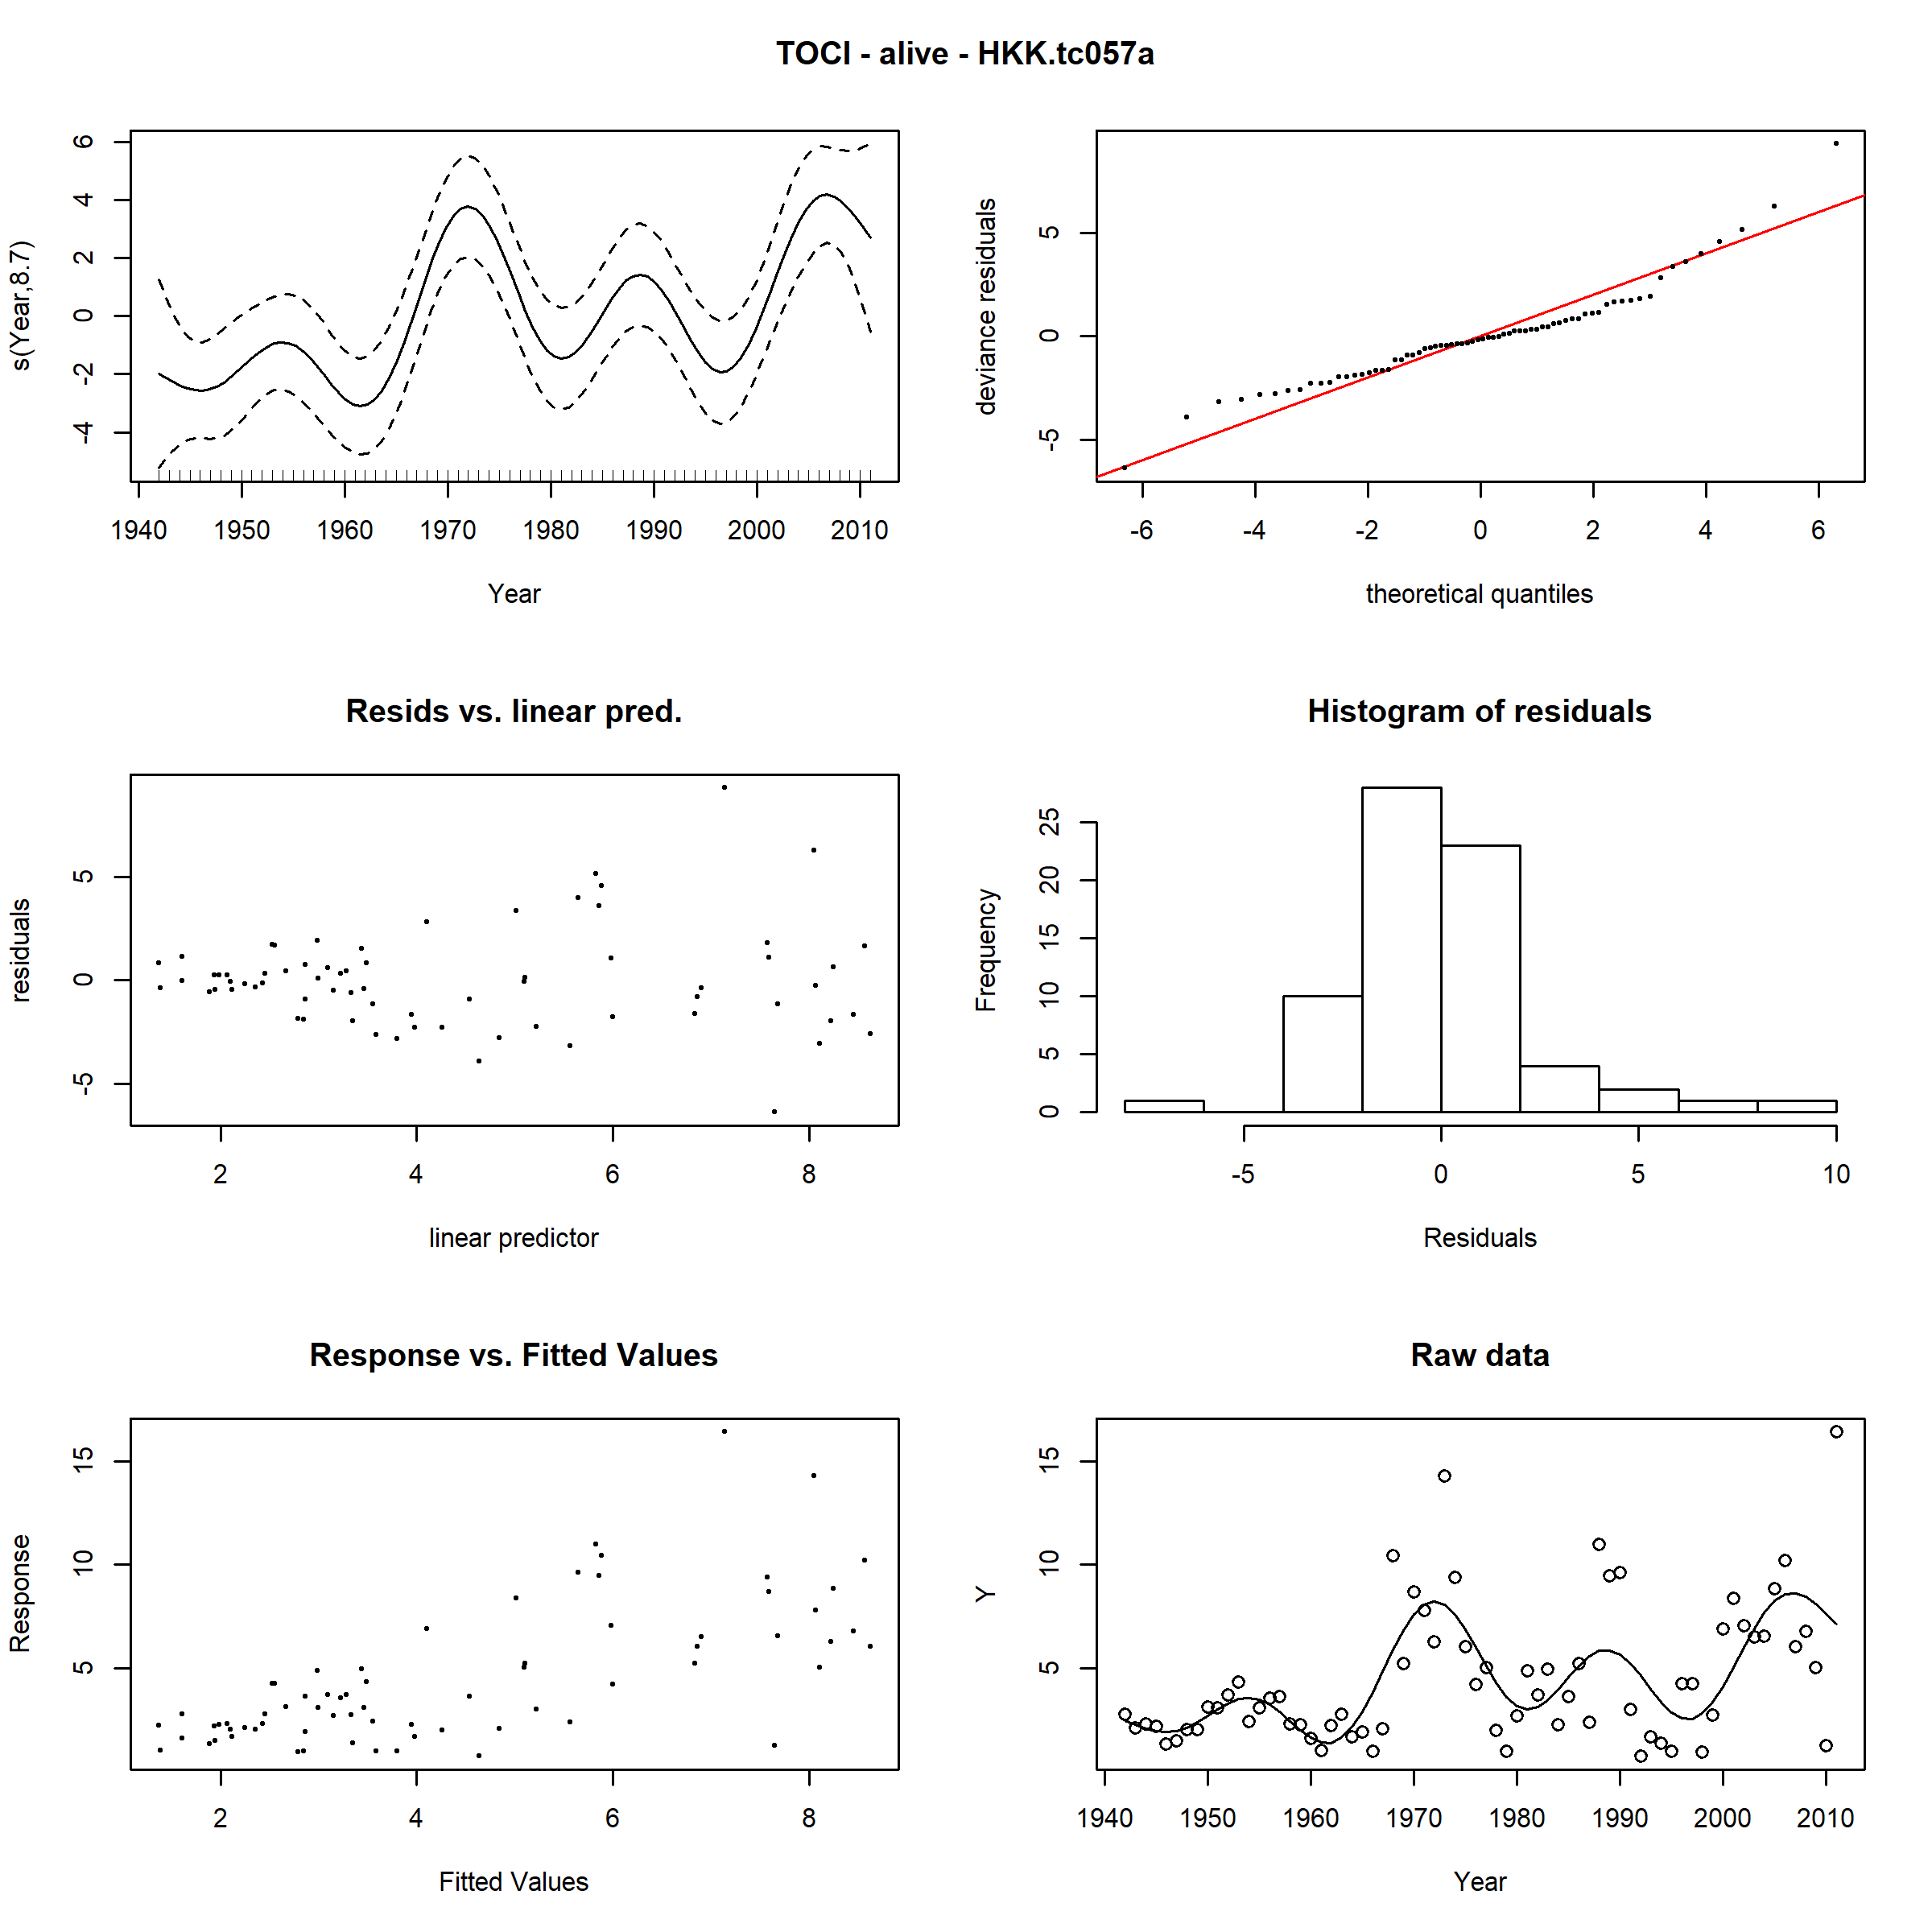 TOCI - alive - HKK.tc057a
s(Year,8.7)
6
4
2
0
-2
-4
1940 1950 1960 1970 1980 1990 2000 2010
Year
deviance residuals
5
0
-5
-6 -4 -2 0 2 4 6
theoretical quantiles
Resids vs. linear pred.
residuals
5
0
-5
2 4 6 8
linear predictor
Histogram of residuals
Frequency
25
20
15
10
5
0
-5 0 5 10
Residuals
Response vs. Fitted Values
Response
15
10
5
2 4 6 8
Fitted Values
Raw data
Y
15
10
5
1940 1950 1960 1970 1980 1990 2000 2010
Year